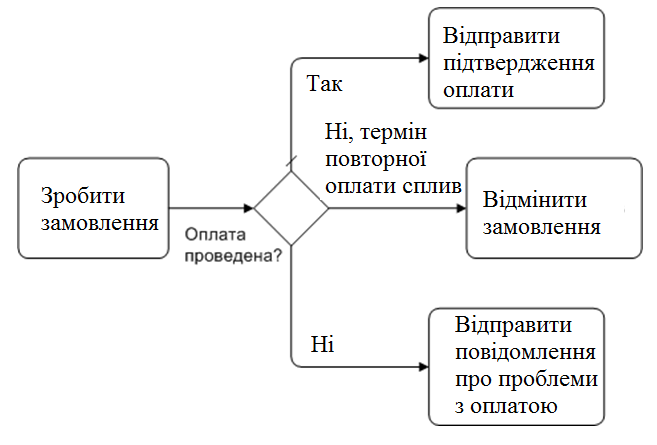 Відправити
підтвердження
оплати
Так
Ні, термін
повторної
оплати сплив
Зробити
замовлення
Відмінити
замовлення
Оплата
проведена?
Ні
Відправити
повідомлення
про проблеми
з оплатою